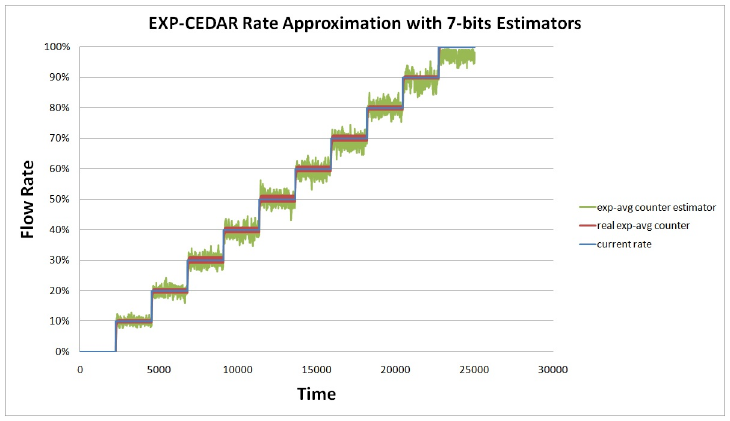 EXP-CEDAR Rate Approximation with 7-bits Estimators
100%
90%
80%
70%
60%
50%
40%
30%
20%
10%
0%
Flow Rate
0 5000 10000 15000 20000 25000 30000
Time
exp-avg counter estimator
real exp-avg counter
current rate